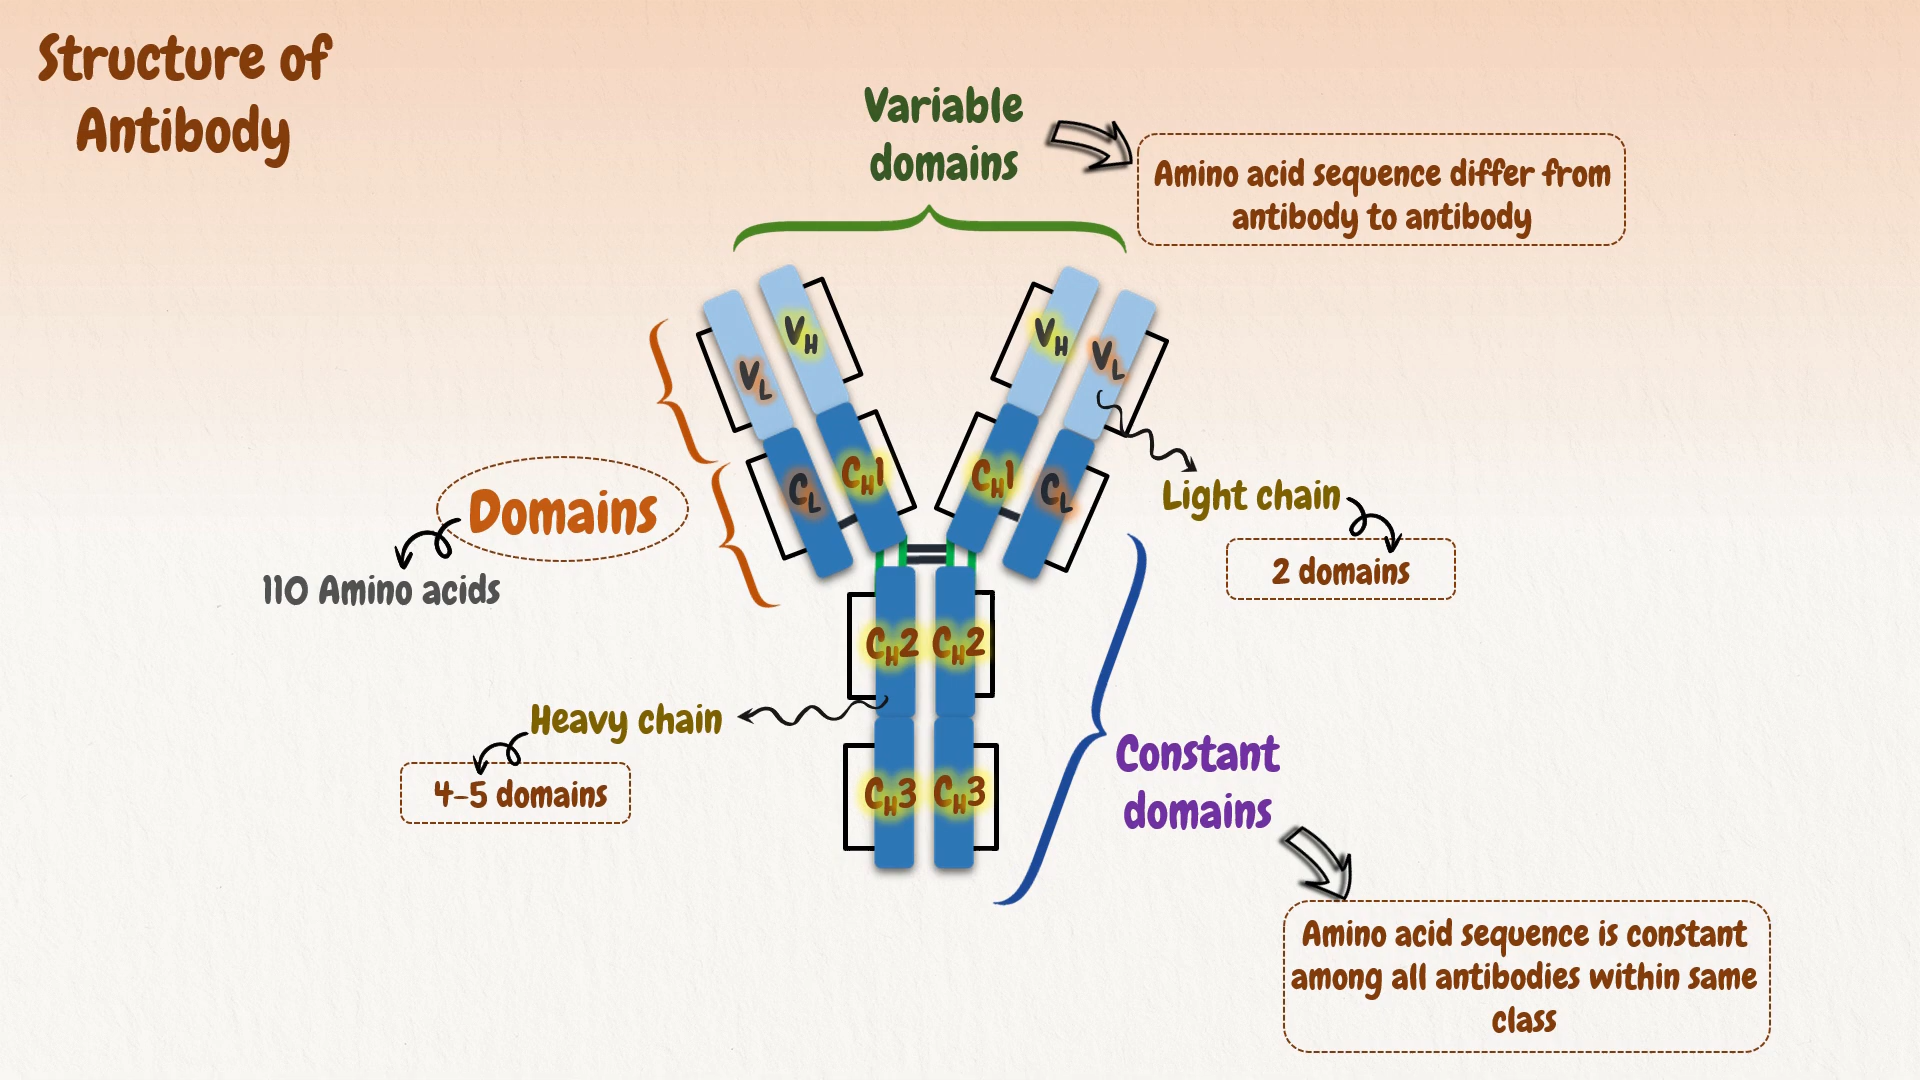 Structure of
Antibody
Variable
domains
Amino acid sequence differ from
antibody to antibody
VH
VH
VL
VL
CH1
CH1
CL
CL
Domains
110 Amino acids
Light chain
2 domains
CH2
CH2
Heavy chain
4-5 domains
CH3
CH3
Constant
domains
Amino acid sequence is constant
among all antibodies within same
class